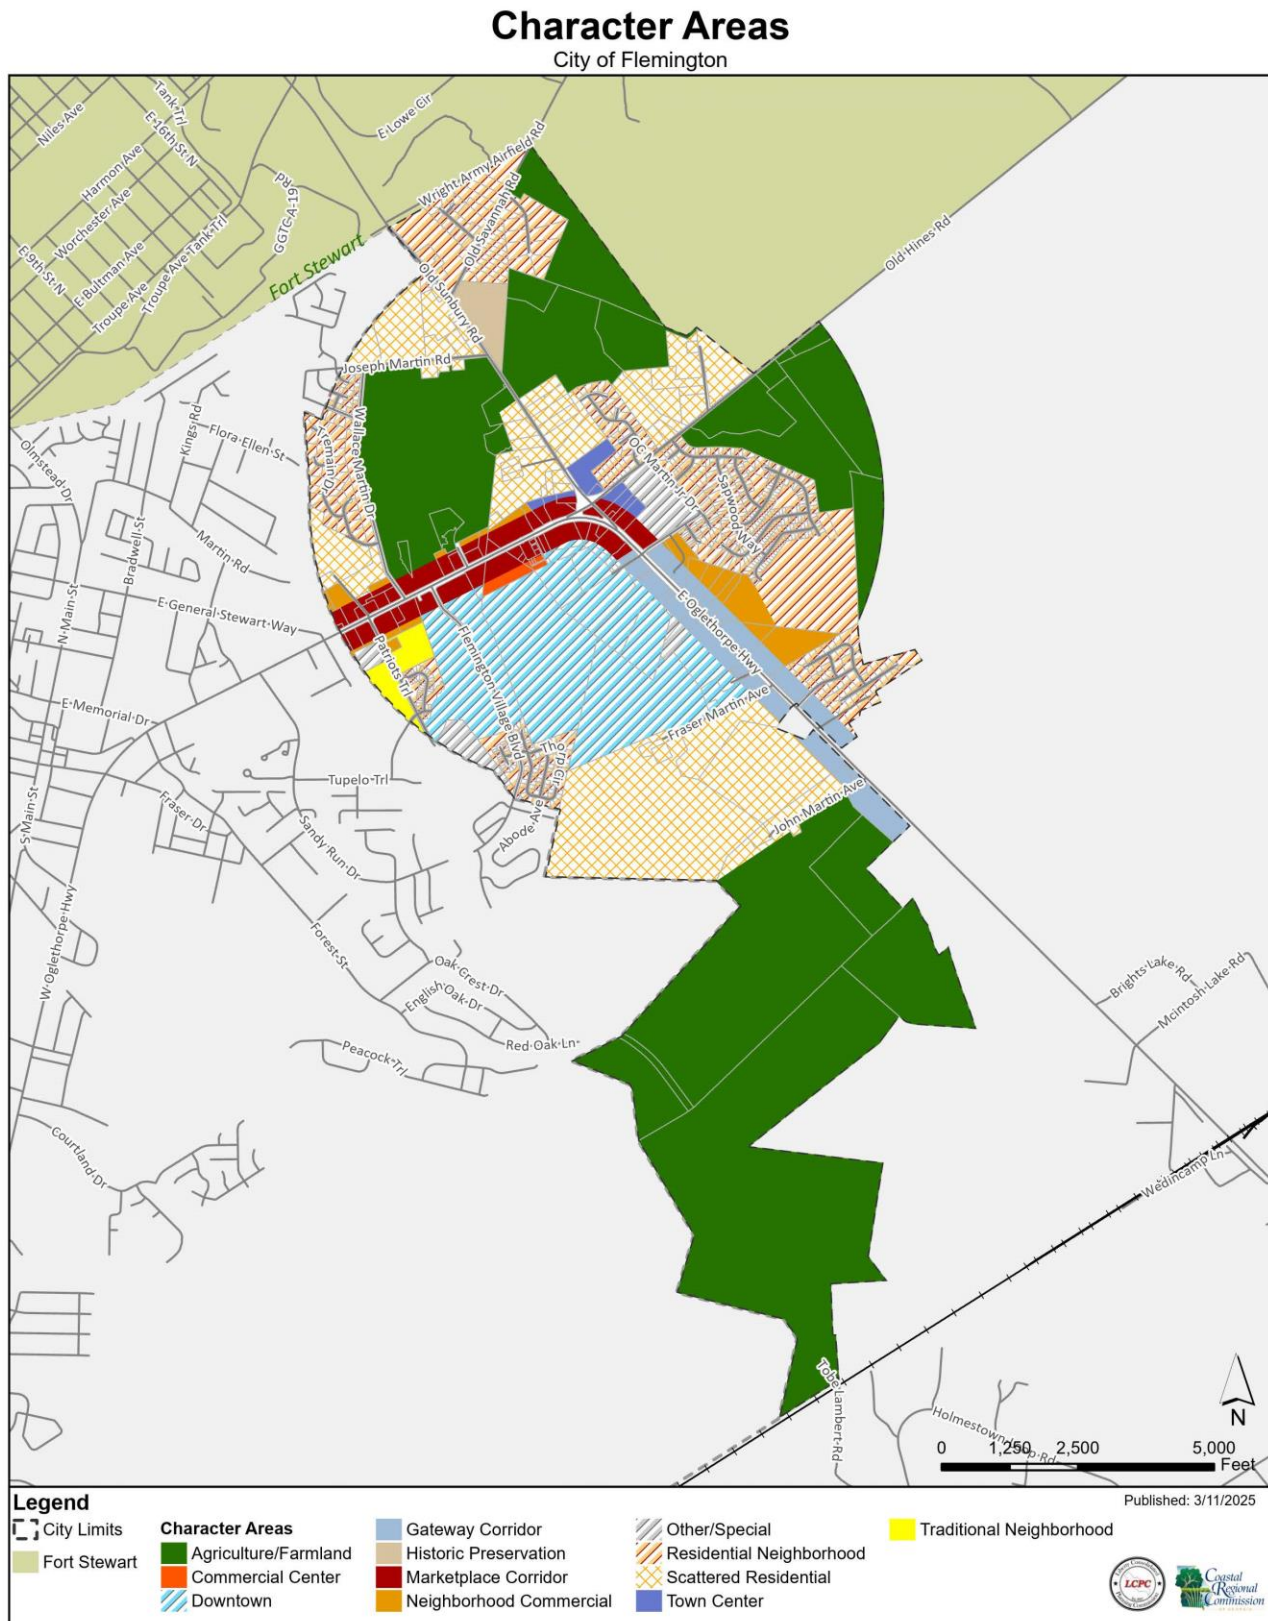 Character Areas
City of Flemington
Niles Ave
Tank Trl
E 16th St N
E Lowe Cir
Harmon Ave
Worchester Ave
E 9th St N
E Bultman Ave
Troupe Ave
Troupe Ave Tank Trl
GGTC-A-19 Rd
Fort Stewart
Wright Army Airfield Rd
Old Savannah Rd
Old Sunbury Rd
Old Hines Rd
Joseph Martin Rd
Wallace Martin Dr
Tremain Dr
Kings Rd
Flora Ellen St
Olmstead Dr
Bradwell St
Martin Rd
N Main St
E General Stewart Way
OC Martin Jr Dr
Sapwood Way
E Oglethorpe Hwy
Patriots Trl
Flemington Village Blvd
Fraser Martin Ave
E Memorial Dr
Thorp Cir
Tupelo Trl
John Martin Ave
Abode Ave
S Main St
Fraser Dr
Sandy Run Dr
W Oglethorpe Hwy
Forest St
Oak Crest Dr
English Oak Dr
Red Oak Ln
Peacock Trl
Brights Lake Rd
Mcintosh Lake Rd
Courtland Dr
Wedincamp Ln
Tobe Lambert Rd
Holmestown Loop Rd
N
0 1,250 2,500 5,000
Feet
Legend
Published: 3/11/2025
City Limits
Fort Stewart
Character Areas
Agriculture/Farmland
Commercial Center
Downtown
Gateway Corridor
Historic Preservation
Marketplace Corridor
Neighborhood Commercial
Other/Special
Residential Neighborhood
Scattered Residential
Town Center
Traditional Neighborhood
LCPC
Coastal
Regional
Commission